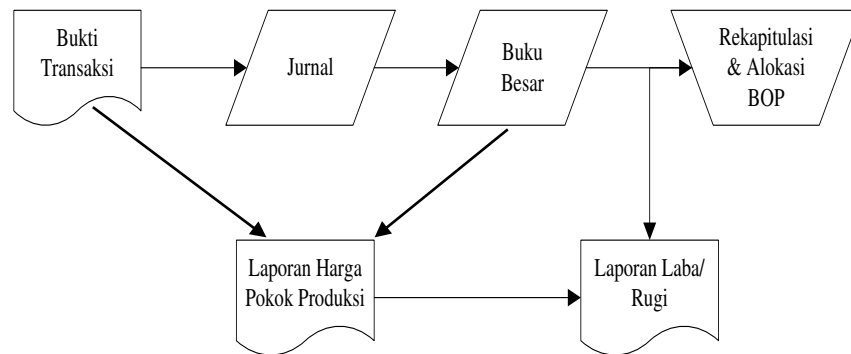 Bukti
Transaksi
Jurnal
Buku
Besar
Rekapitulasi
& Alokasi
BOP
Laporan Harga
Pokok Produksi
Laporan Laba/
Rugi